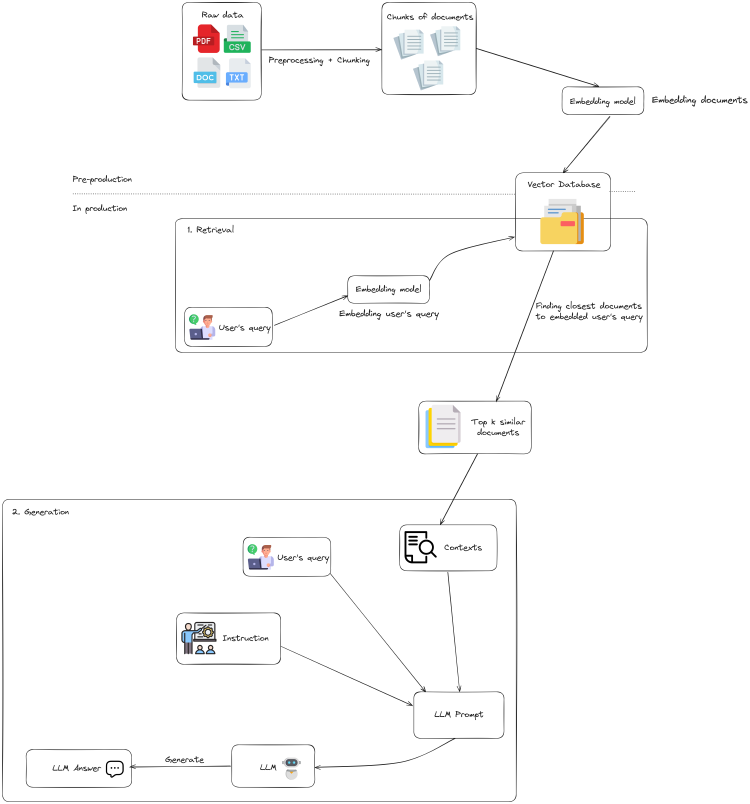 Raw data
PDF
CSV
DOC
TXT
Preprocessing + Chunking
Chunks of documents
Embedding model
Embedding documents
Pre-production
Vector Database
In production
1. Retrieval
Embedding model
Embedding user's query
User's query
Finding closest documents
to embedded user's query
Top k similar
documents
2. Generation
User's query
Contexts
Instruction
LLM Prompt
Generate
LLM Answer
LLM